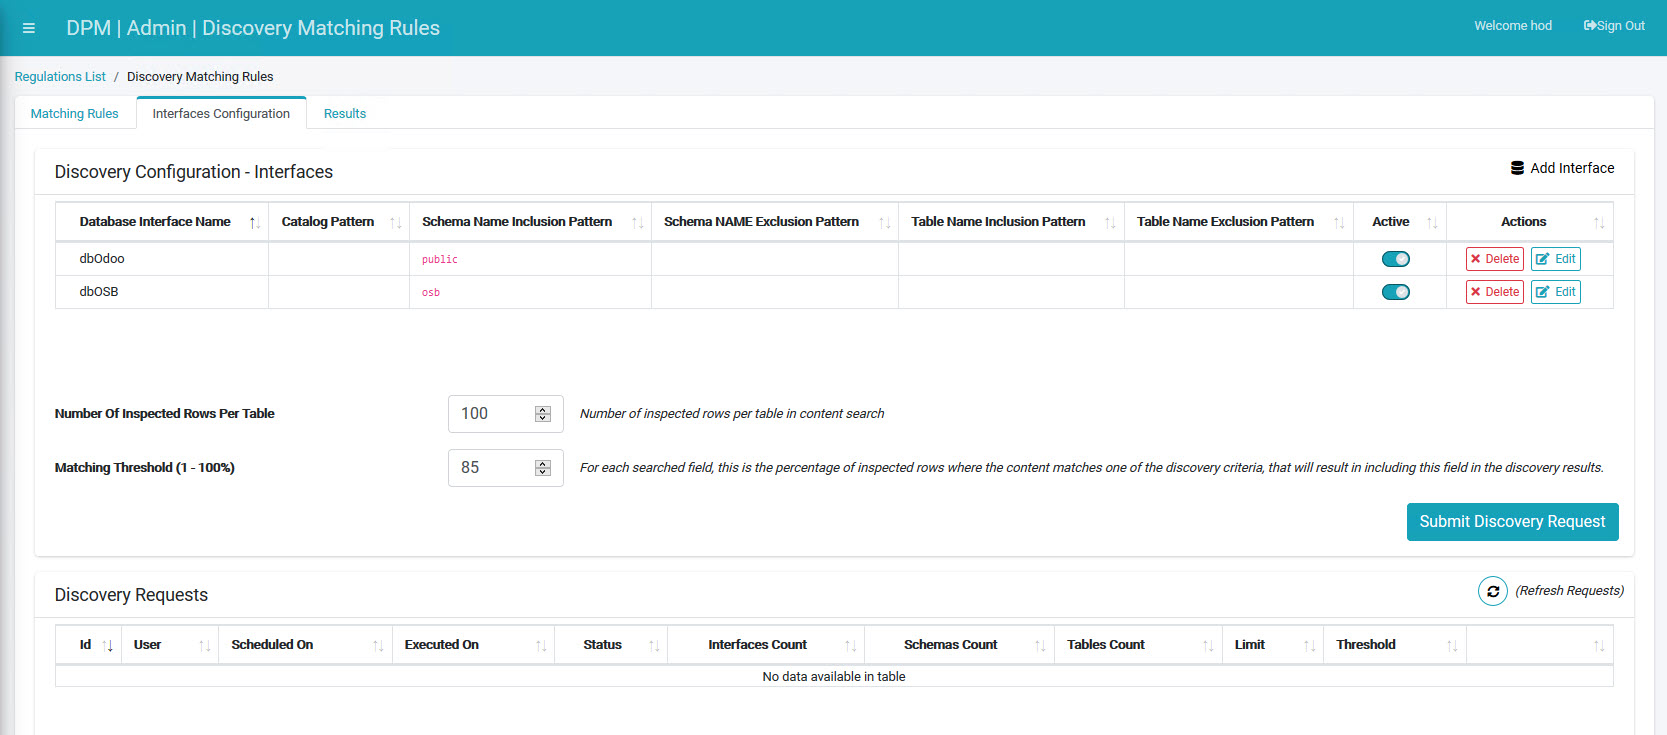 DPM | Admin | Discovery Matching Rules
Welcome hod
Sign Out
Regulations List / Discovery Matching Rules
Matching Rules
Interfaces Configuration
Results
Discovery Configuration - Interfaces
Add Interface
Database Interface Name Catalog Pattern Schema Name Inclusion Pattern Schema NAME Exclusion Pattern Table Name Inclusion Pattern Table Name Exclusion Pattern Active Actions
dbOdoo public Delete Edit
dbOSB osb Delete Edit
Number Of Inspected Rows Per Table 100 Number of inspected rows per table in content search
Matching Threshold (1 - 100%) 85 For each searched field, this is the percentage of inspected rows where the content matches one of the discovery criteria, that will result in including this field in the discovery results.
Submit Discovery Request
Discovery Requests
(Refresh Requests)
Id User Scheduled On Executed On Status Interfaces Count Schemas Count Tables Count Limit Threshold
No data available in table